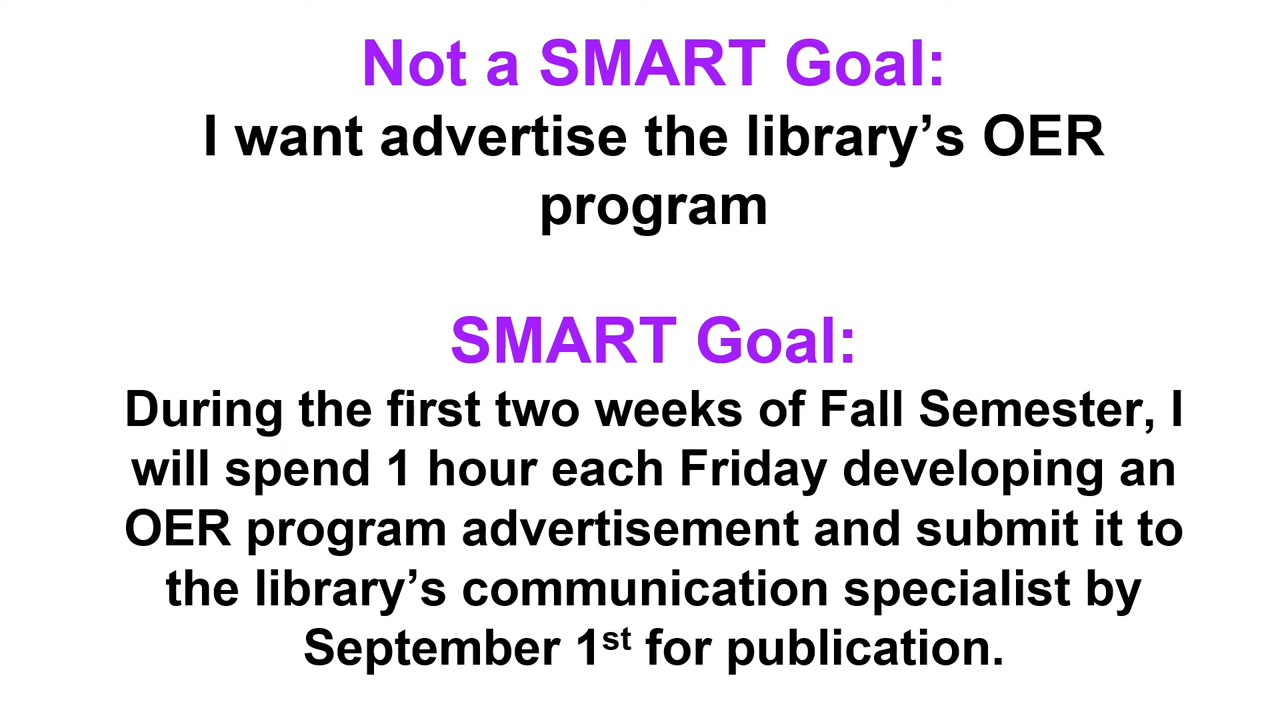 Not a SMART Goal:
I want advertise the library’s OER
program
SMART Goal:
During the first two weeks of Fall Semester, I
will spend 1 hour each Friday developing an
OER program advertisement and submit it to
the library’s communication specialist by
September 1st for publication.